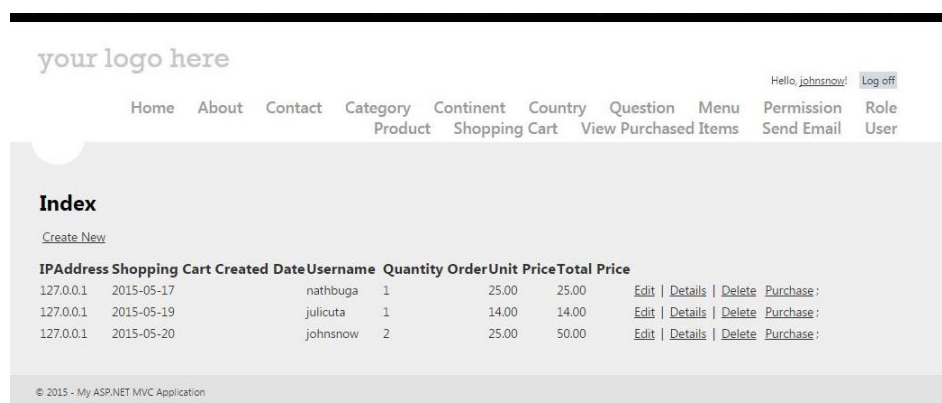 your logo here
Hello, johnsnow! Log off
Home About Contact Category Continent Country Question Menu Permission Role
Product Shopping Cart View Purchased Items Send Email User
Index
Create New
IPAddress Shopping Cart Created Date Username Quantity Order Unit Price Total Price
127.0.0.1 2015-05-17 nathbuga 1 25.00 25.00 Edit | Details | Delete Purchase ;
127.0.0.1 2015-05-19 julicuta 1 14.00 14.00 Edit | Details | Delete Purchase ;
127.0.0.1 2015-05-20 johnsnow 2 25.00 50.00 Edit | Details | Delete Purchase ;
© 2015 - My ASP.NET MVC Application